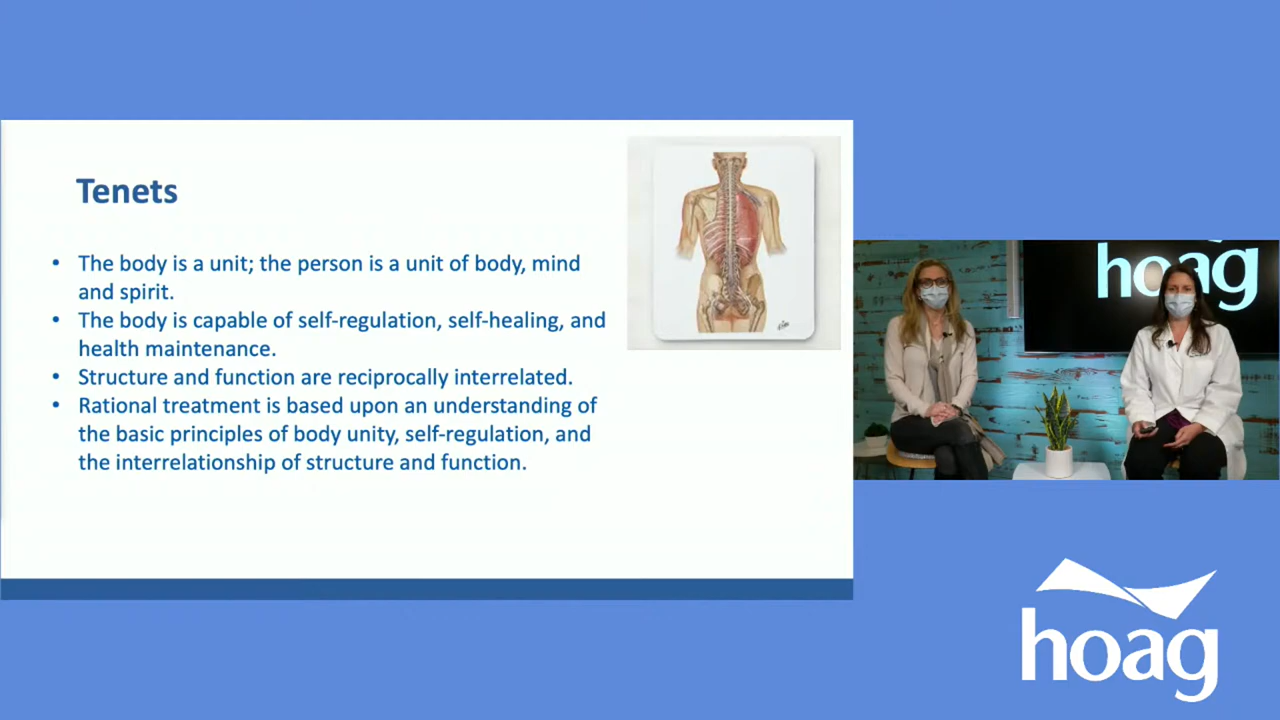 Tenets
• The body is a unit; the person is a unit of body, mind
and spirit.
• The body is capable of self-regulation, self-healing, and
health maintenance.
• Structure and function are reciprocally interrelated.
• Rational treatment is based upon an understanding of
the basic principles of body unity, self-regulation, and
the interrelationship of structure and function.
hoag
hoag